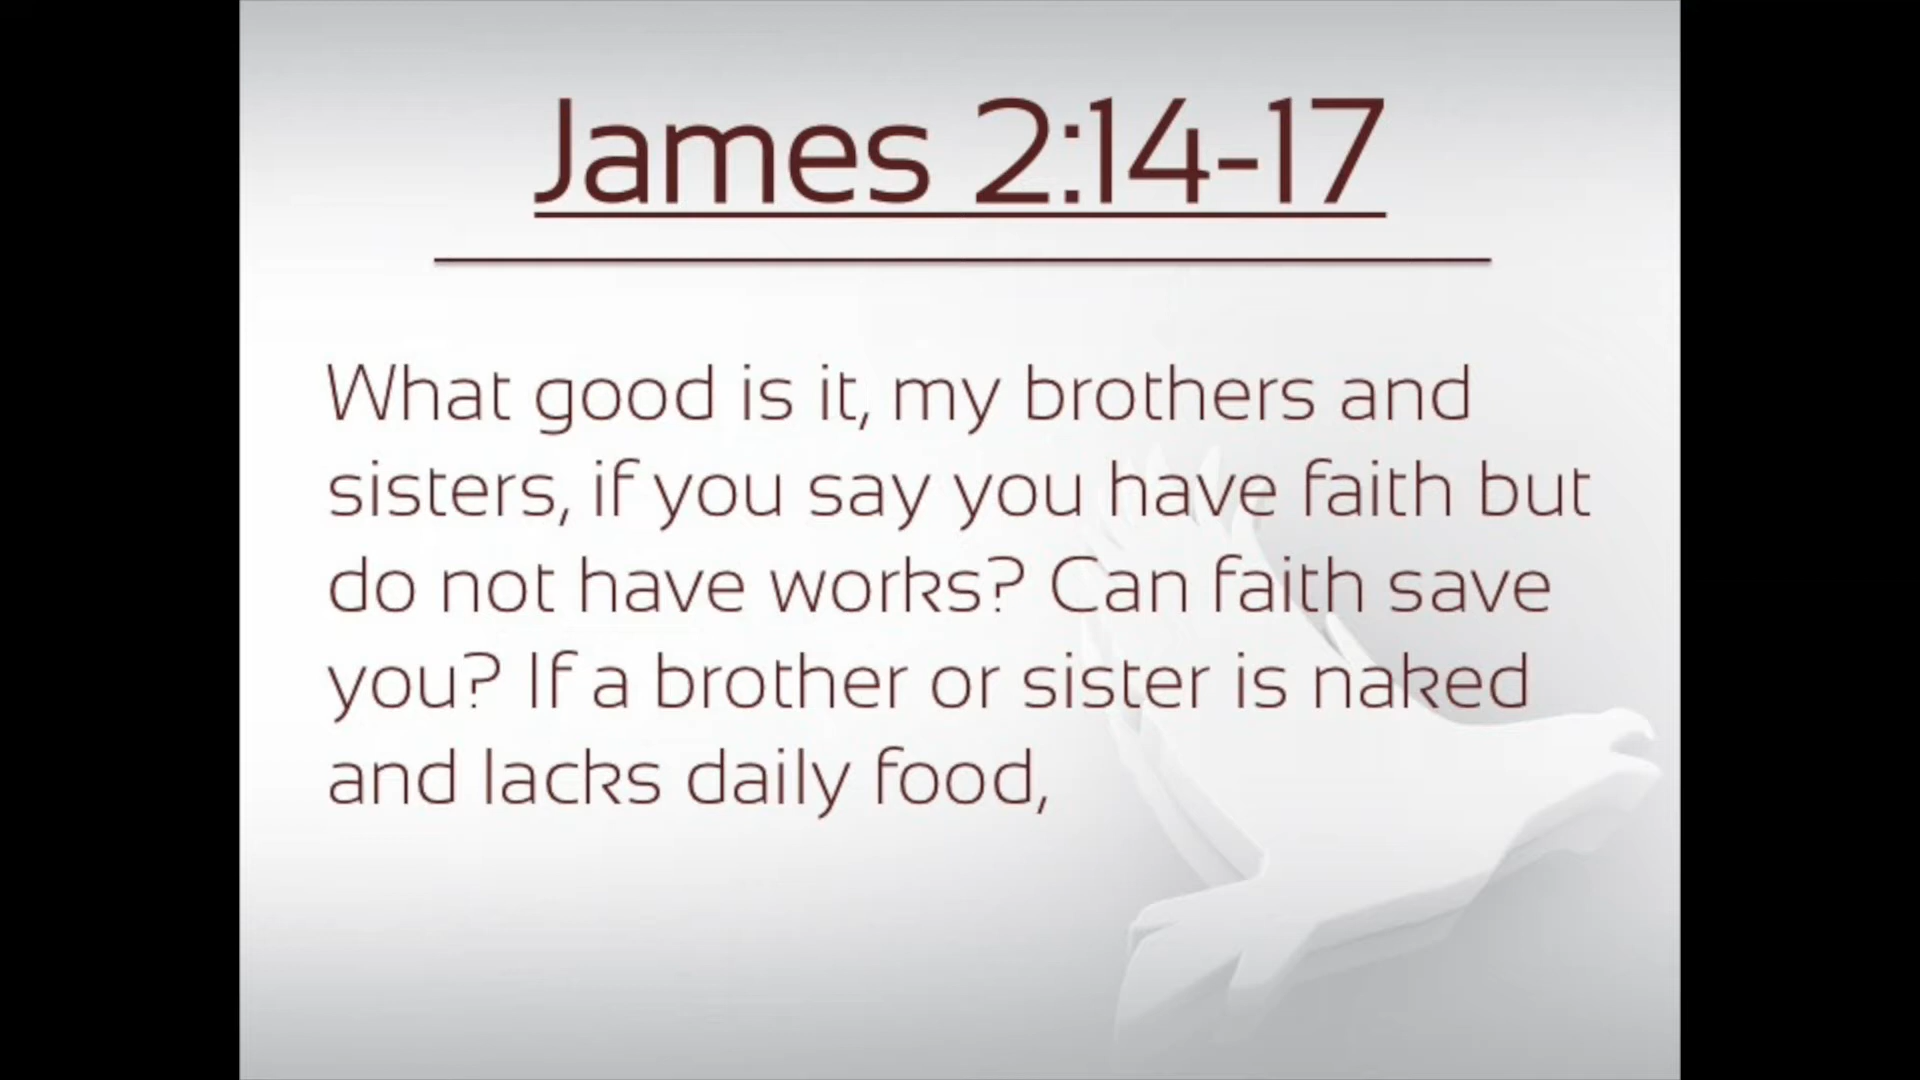 James 2:14-17
What good is it, my brothers and
sisters, if you say you have faith but
do not have works? Can faith save
you? If a brother or sister is naked
and lacks daily food,